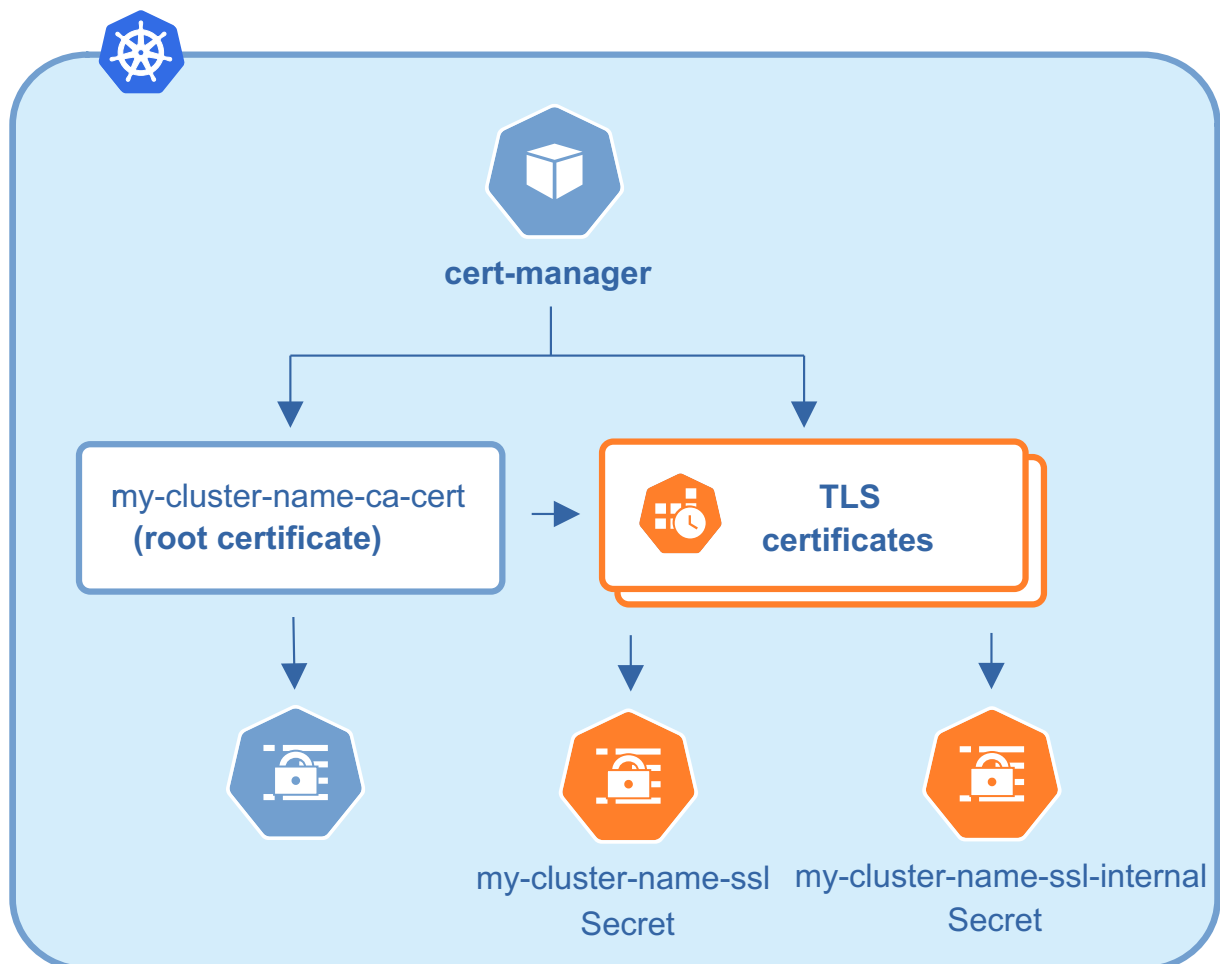 cert-manager
my-cluster-name-ca-cert
(root certificate)
TLS
certificates
my-cluster-name-ssl
Secret
my-cluster-name-ssl-internal
Secret